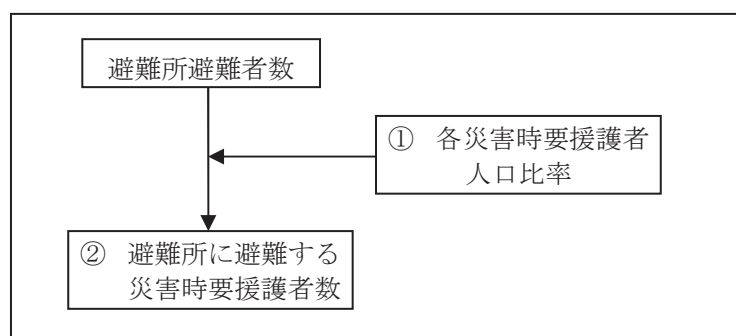 避難所避難者数
① 各災害時要援護者
人口比率
② 避難所に避難する
災害時要援護者数